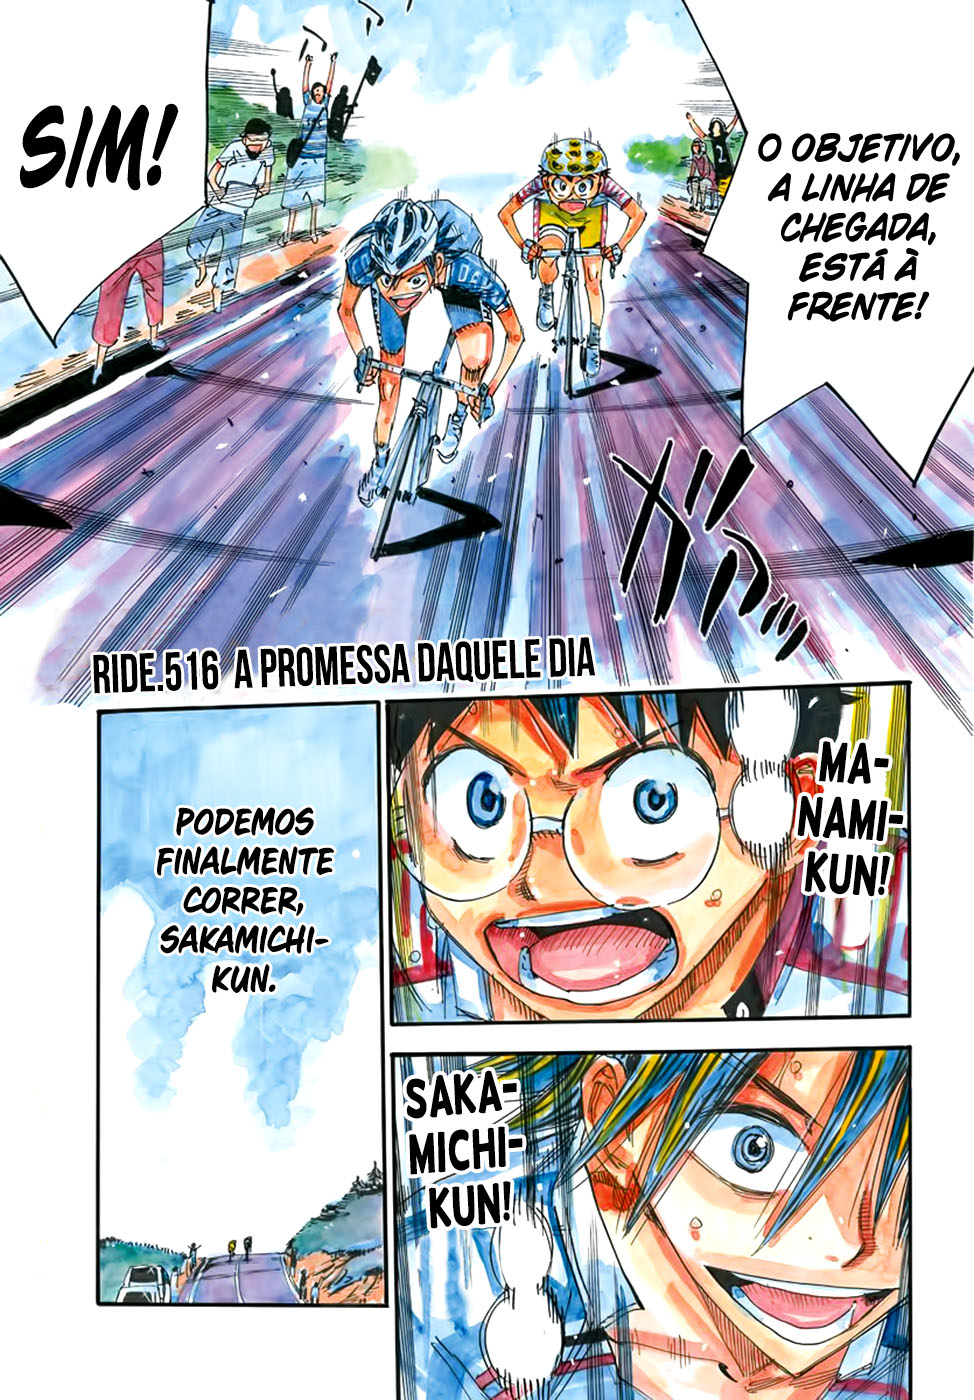 O OBJETIVO,
A LINHA DE
CHEGADA,
ESTÁ À
FRENTE!
SIM!
RIDE.516 A PROMESSA DAQUELE DIA
MA-
NAMI-
KUN!
PODEMOS
FINALMENTE
CORRER,
SAKAMICHI-
KUN.
SAKA-
MICHI-
KUN!